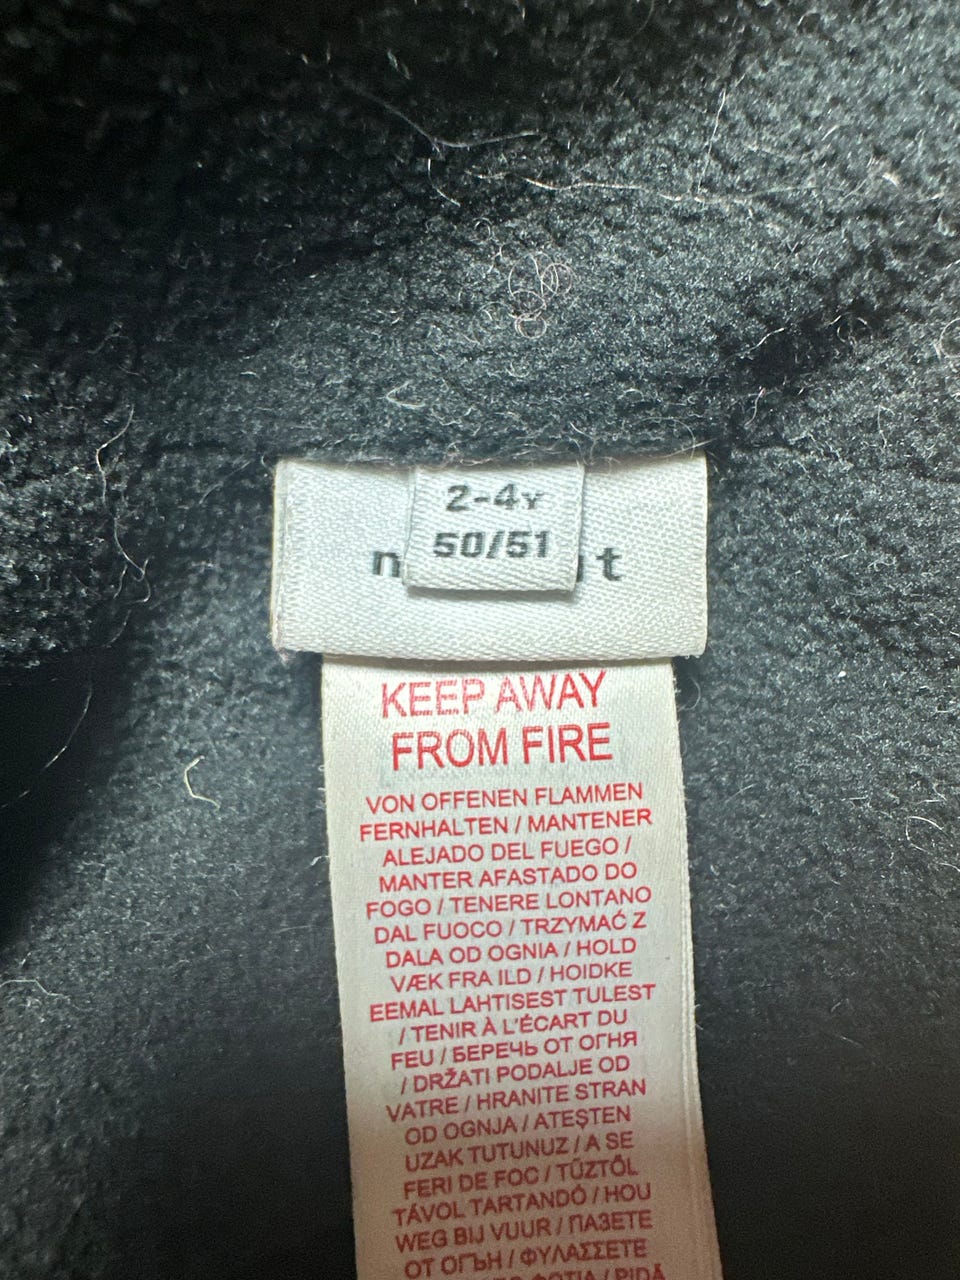 2-4Y
50/51
KEEP AWAY
FROM FIRE
VON OFFENEN FLAMMEN
FERNHALTEN / MANTENER
ALEJADO DEL FUEGO /
MANTER AFASTADO DO
FOGO / TENERE LONTANO
DAL FUOCO / TRZYMAĆ Z
DALA OD OGNIA / HOLD
VÆK FRA ILD / HOIDKE
EEMAL LAHTISEST TULEST
/ TENIR À L'ÉCART DU
FEU / БЕРЕЧЬ ОТ ОГНЯ
/ DRŽATI PODALJE OD
VATRE / HRANITE STRAN
OD OGNJA / ATEŞTEN
UZAK TUTUNUZ / A SE
FERI DE FOC / TŰZTŐL
TÁVOL TARTANDÓ / HOU
WEG BIJ VUUR / ПАЗЕТЕ
ОТ ОГЪН / ΦΥΛΑΣΣΕΤΕ
ΦΩΤΙΑ / PIDÄ